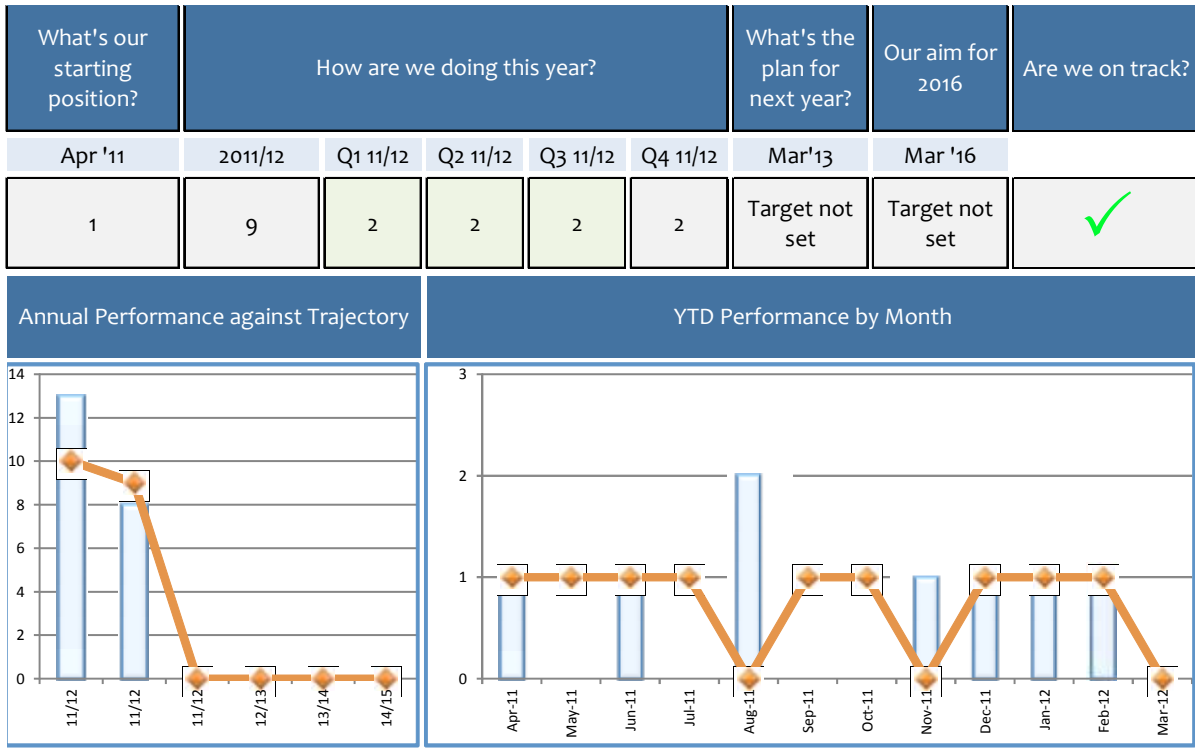 What's our starting position?
How are we doing this year?
What's the plan for next year?
Our aim for 2016
Are we on track?
Apr '11
2011/12
Q1 11/12
Q2 11/12
Q3 11/12
Q4 11/12
Mar'13
Mar '16
1
9
2
2
2
2
Target not set
Target not set
Annual Performance against Trajectory
YTD Performance by Month
14
12
10
8
6
4
2
0
11/12
11/12
11/12
12/13
13/14
14/15
3
2
1
0
Apr-11
May-11
Jun-11
Jul-11
Aug-11
Sep-11
Oct-11
Nov-11
Dec-11
Jan-12
Feb-12
Mar-12